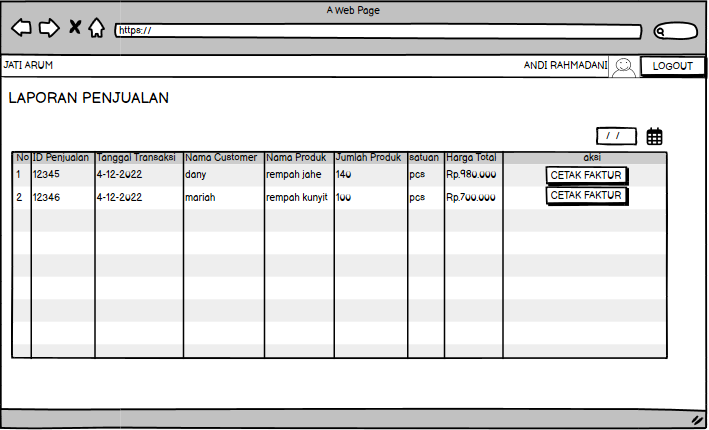 A Web Page
https://
JATI ARUM ANDI RAHMADANI LOGOUT
LAPORAN PENJUALAN
/ /
No ID Penjualan Tanggal Transaksi Nama Customer Nama Produk Jumlah Produk satuan Harga Total aksi
1 12345 4-12-2022 dany rempah jahe 140 pcs Rp.980.000 CETAK FAKTUR
2 12346 4-12-2022 mariah rempah kunyit 100 pcs Rp.700.000 CETAK FAKTUR